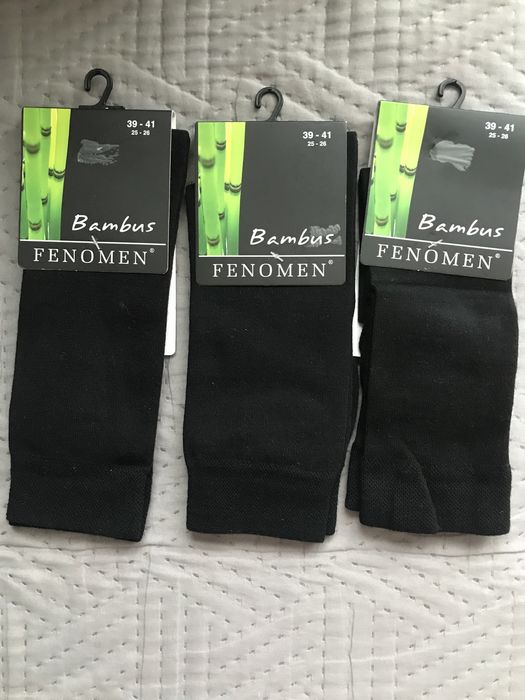 39 - 41
25 - 26
Bambus
FENOMEN®
39 - 41
25 - 26
Bambus
FENOMEN®
39 - 41
25 - 26
Bambus
FENOMEN®